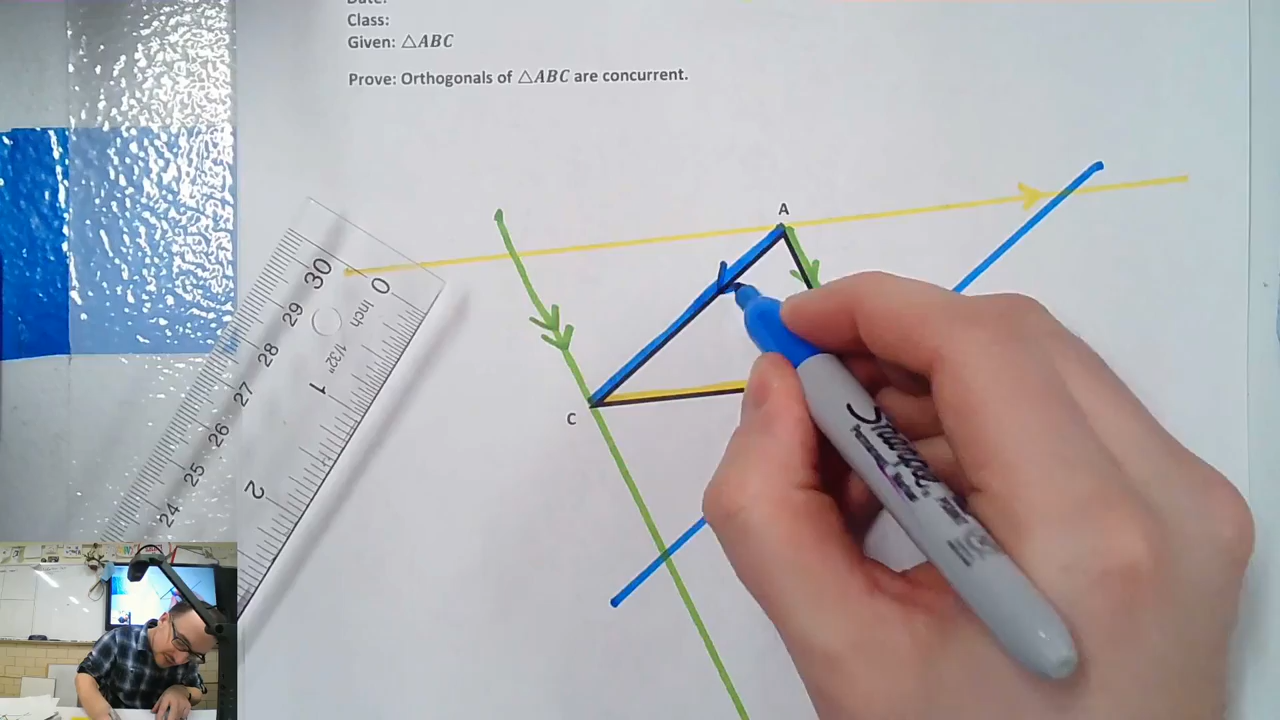 Class:
Given: △ABC
Prove: Orthogonals of △ABC are concurrent.
A
C
30
29
28
27
26
25
24
0
Inch
1/32"
1
2
Sharpie